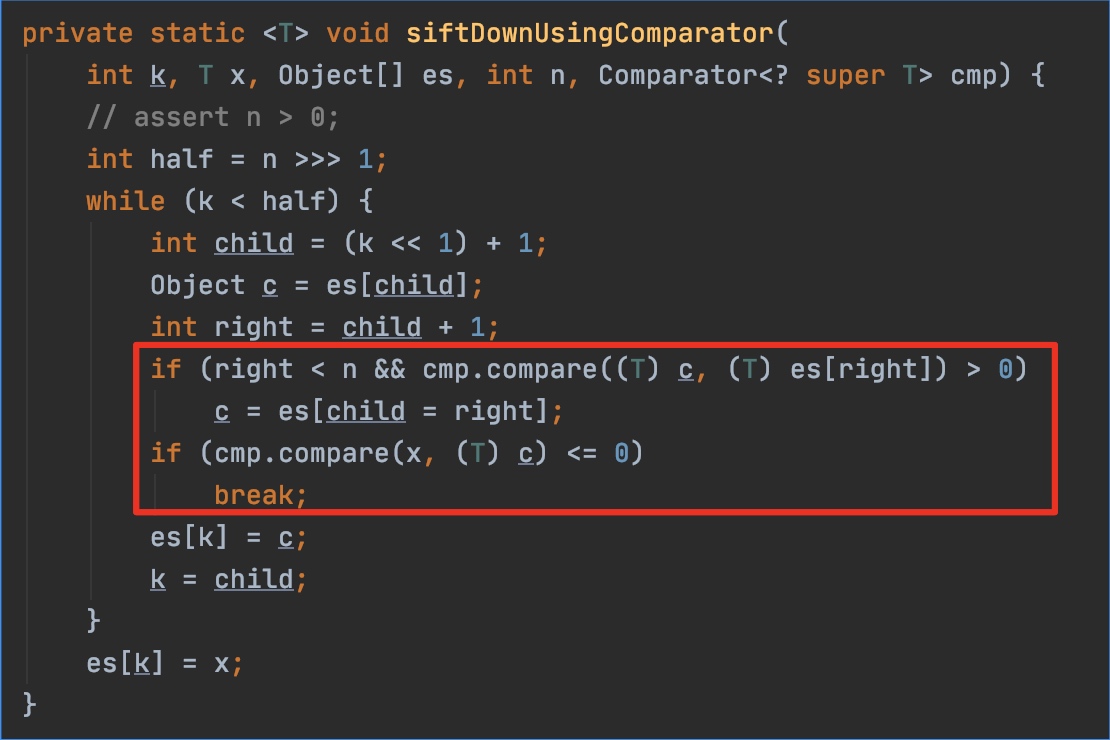 private static <T> void siftDownUsingComparator(
int k, T x, Object[] es, int n, Comparator<? super T> cmp) {
// assert n > 0;
int half = n >>> 1;
while (k < half) {
int child = (k << 1) + 1;
Object c = es[child];
int right = child + 1;
if (right < n && cmp.compare((T) c, (T) es[right]) > 0)
c = es[child = right];
if (cmp.compare(x, (T) c) <= 0)
break;
es[k] = c;
k = child;
}
es[k] = x;
}